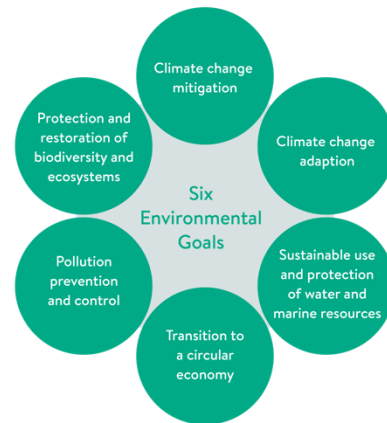 Climate change
mitigation
Climate change
adaption
Sustainable use
and protection
of water and
marine resources
Transition to
a circular
economy
Pollution
prevention
and control
Protection and
restoration of
biodiversity and
ecosystems
Six
Environmental
Goals